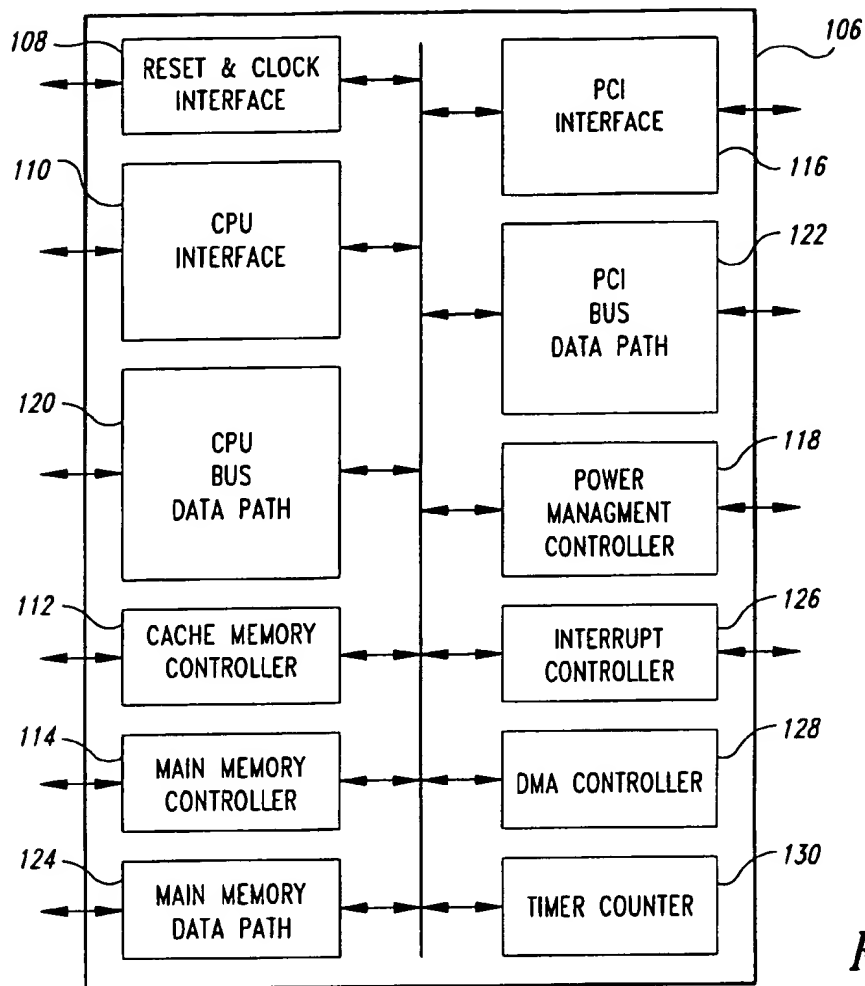 108
RESET & CLOCK
INTERFACE
106
PCI
INTERFACE
116
110
CPU
INTERFACE
122
PCI
BUS
DATA PATH
120
CPU
BUS
DATA PATH
118
POWER
MANAGMENT
CONTROLLER
112
CACHE MEMORY
CONTROLLER
126
INTERRUPT
CONTROLLER
114
MAIN MEMORY
CONTROLLER
128
DMA CONTROLLER
124
MAIN MEMORY
DATA PATH
130
TIMER COUNTER